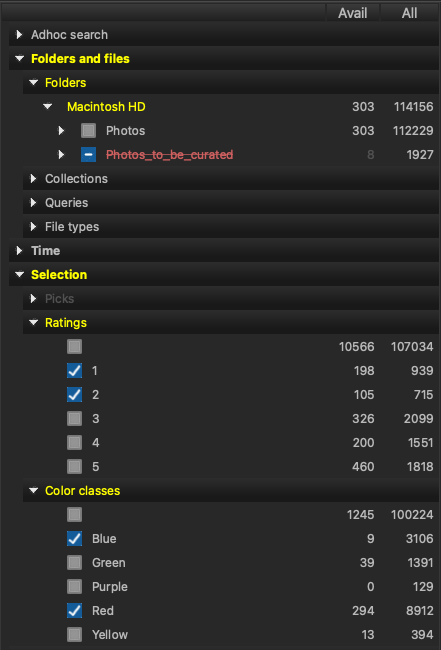 Avail All
Adhoc search
Folders and files
Folders
Macintosh HD 303 114156
Photos 303 112229
Photos_to_be_curated 8 1927
Collections
Queries
File types
Time
Selection
Picks
Ratings
10566 107034
1 198 939
2 105 715
3 326 2099
4 200 1551
5 460 1818
Color classes
1245 100224
Blue 9 3106
Green 39 1391
Purple 0 129
Red 294 8912
Yellow 13 394